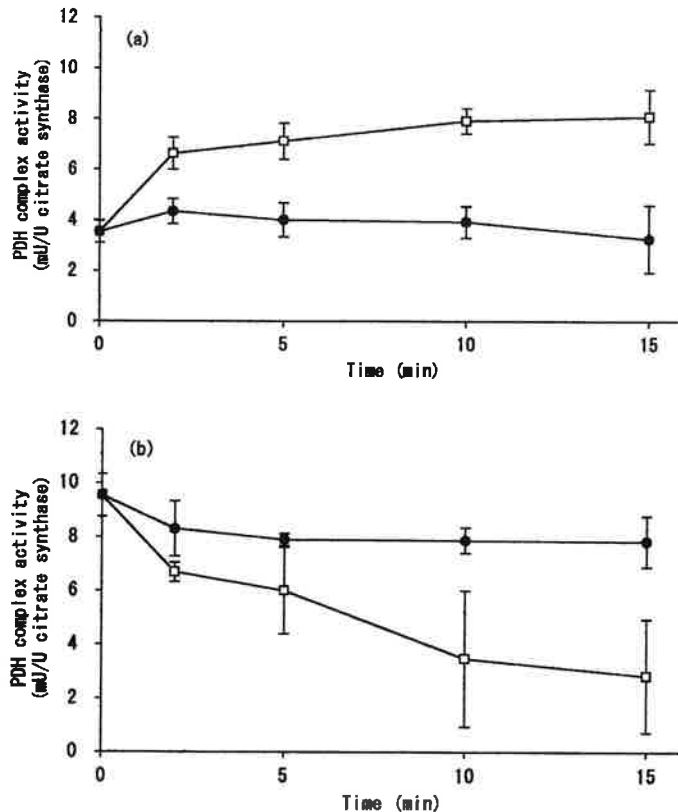 (a)
PDH complex activity
(mU/U citrate synthase)
12
10
8
6
4
2
0
0 5 10 15
Time (min)
(b)
PDH complex activity
(mU/U citrate synthase)
12
10
8
6
4
2
0
0 5 10 15
Time (min)